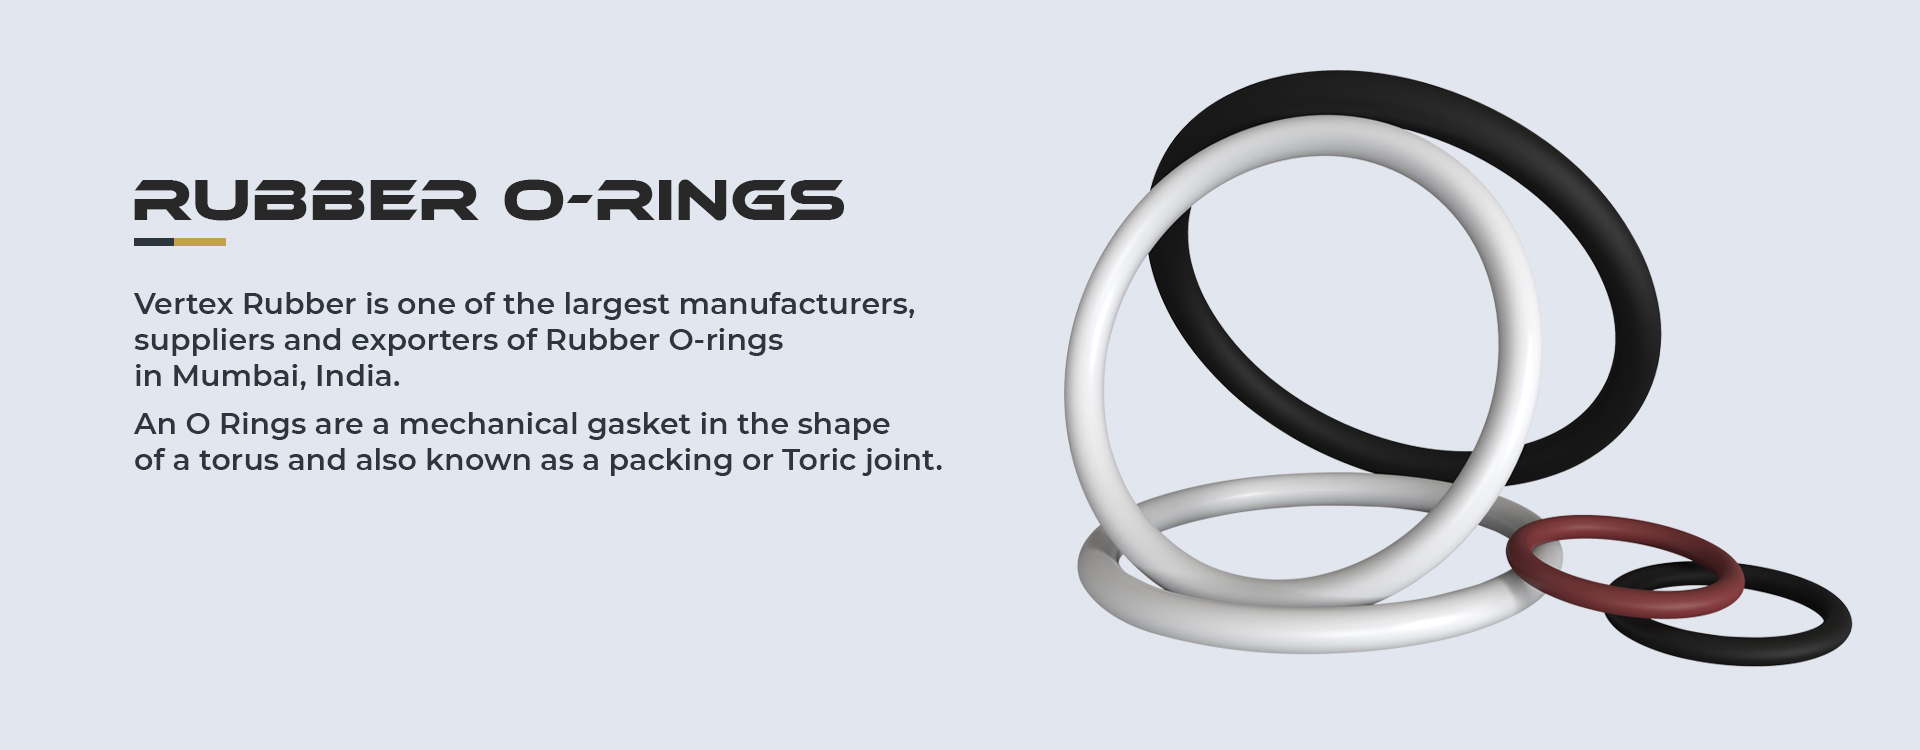 RUBBER O-RINGS
Vertex Rubber is one of the largest manufacturers,
suppliers and exporters of Rubber O-rings
in Mumbai, India.
An O Rings are a mechanical gasket in the shape
of a torus and also known as a packing or Toric joint.